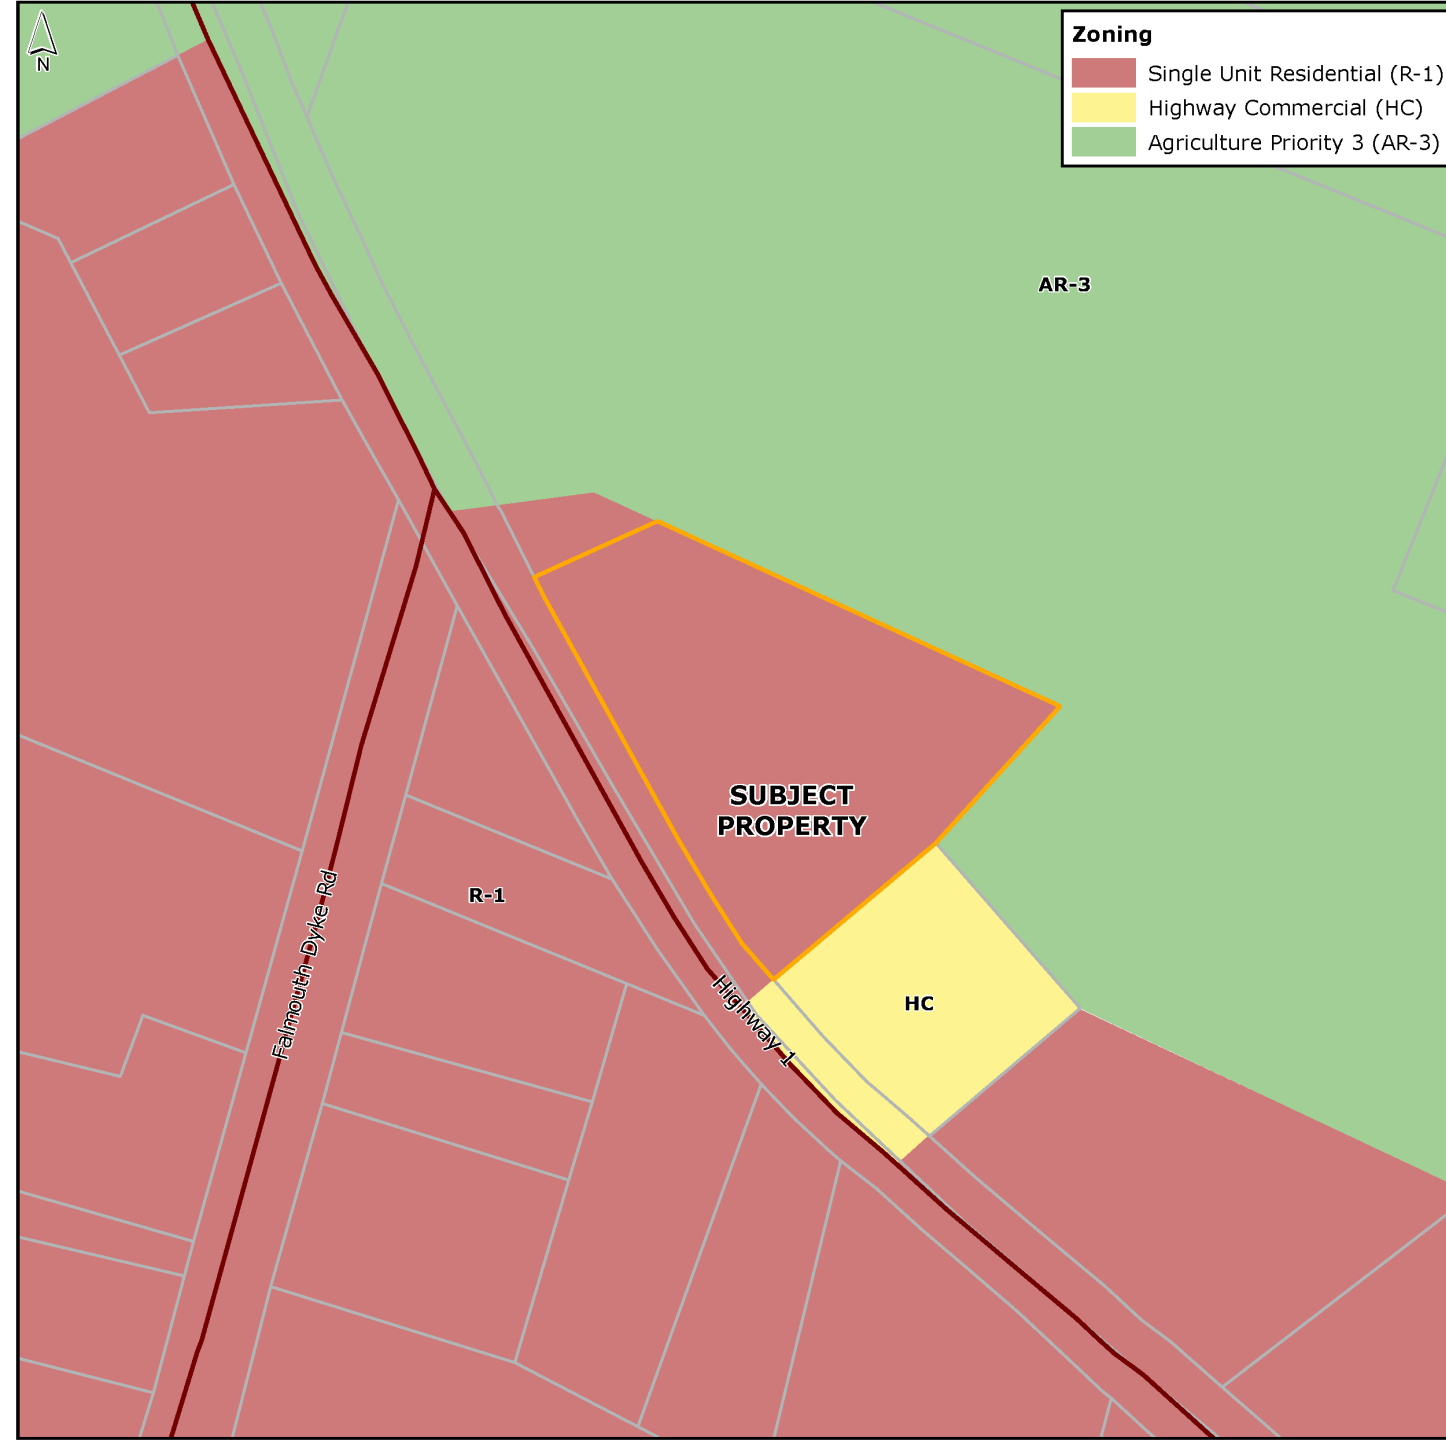 N
Zoning
Single Unit Residential (R-1)
Highway Commercial (HC)
Agriculture Priority 3 (AR-3)
AR-3
SUBJECT
PROPERTY
R-1
Falmouth Dyke Rd
Highway 1
HC